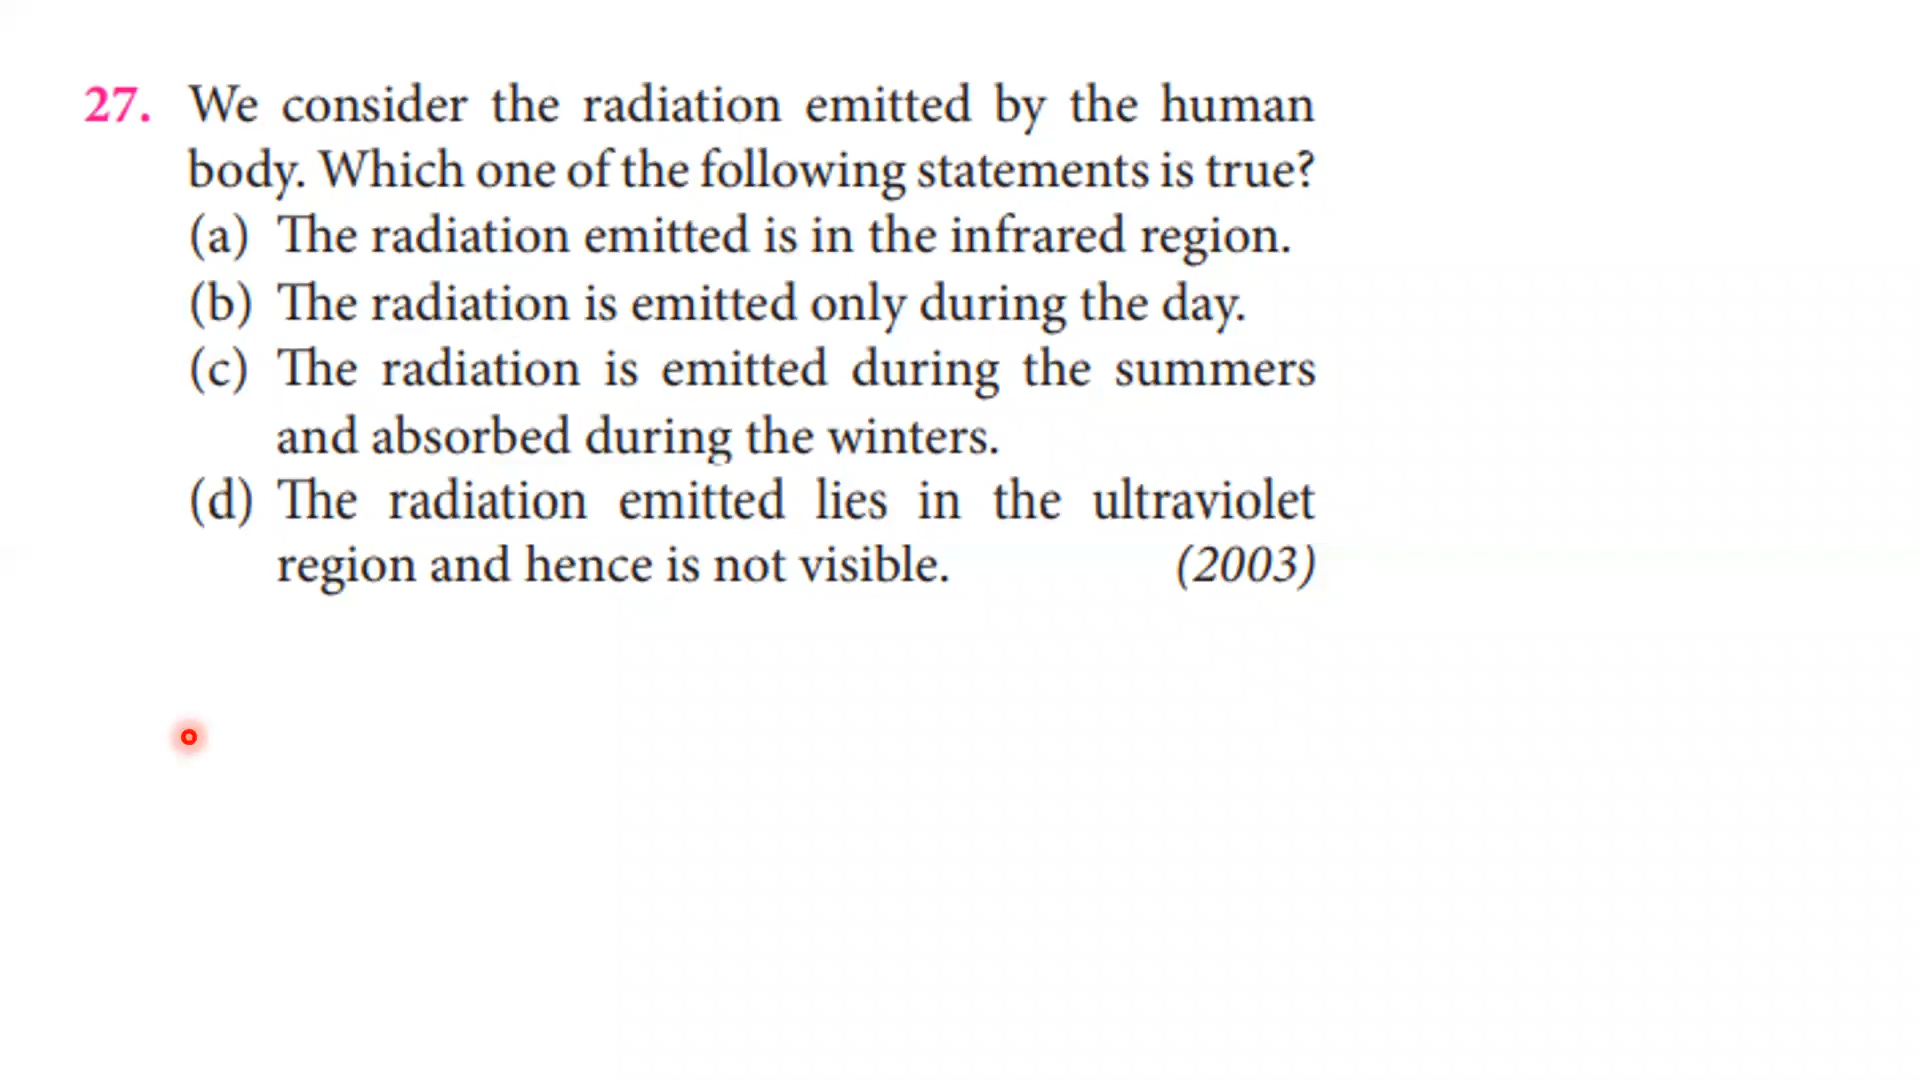 27. We consider the radiation emitted by the human
body. Which one of the following statements is true?
(a) The radiation emitted is in the infrared region.
(b) The radiation is emitted only during the day.
(c) The radiation is emitted during the summers
and absorbed during the winters.
(d) The radiation emitted lies in the ultraviolet
region and hence is not visible. (2003)